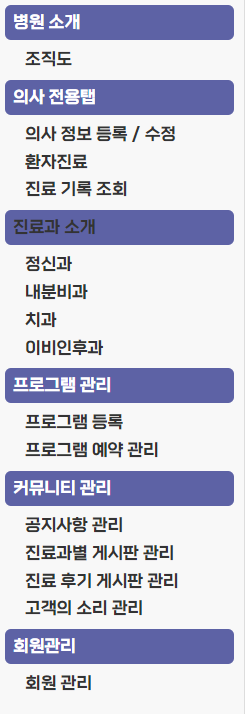 병원 소개
조직도
의사 전용탭
의사 정보 등록 / 수정
환자진료
진료 기록 조회
진료과 소개
정신과
내분비과
치과
이비인후과
프로그램 관리
프로그램 등록
프로그램 예약 관리
커뮤니티 관리
공지사항 관리
진료과별 게시판 관리
진료 후기 게시판 관리
고객의 소리 관리
회원관리
회원 관리